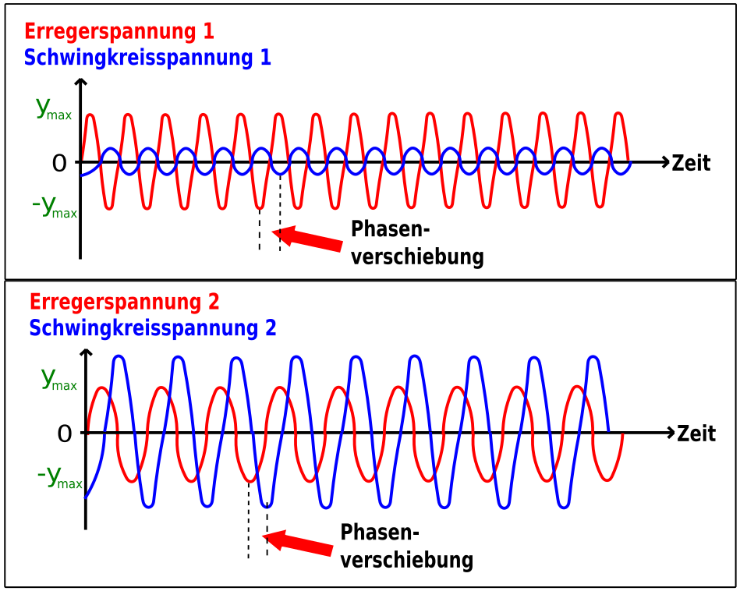 Erregerspannung 1
Schwingkreisspannung 1
ymax
0
Zeit
-ymax
Phasen-
verschiebung
Erregerspannung 2
Schwingkreisspannung 2
ymax
0
Zeit
-ymax
Phasen-
verschiebung